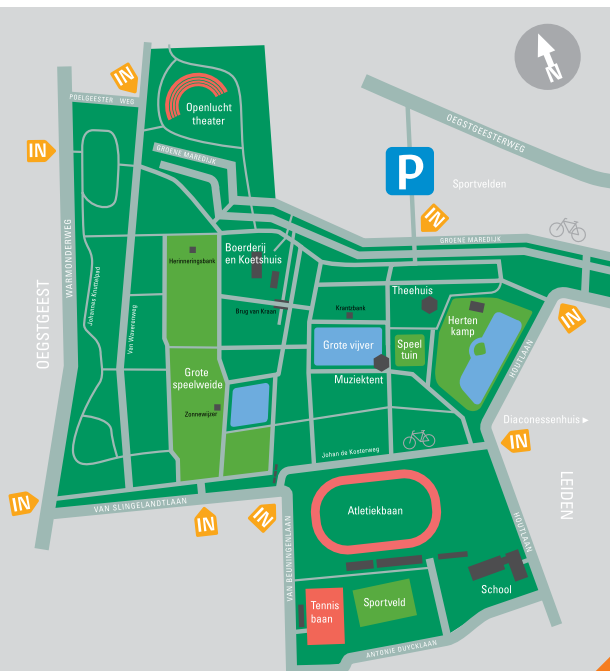 IN
POELGEESTER WEG
Openlucht
theater
N
OEGSTGEESTERWEG
IN
GROENE MAREDIJK
P
Sportvelden
IN
GROENE MAREDIJK
WARMONDERWEG
OEGSTGEEST
Johannes Knuttelpad
Van Wauerenweg
Herinneringsbank
Boerderij
en Koetshuis
Brug van Kraan
Theehuis
Krantzbank
Herten
kamp
IN
Grote vijver
Speel
tuin
HOUTLAAN
Grote
speelweide
Muziektent
Zonnewijzer
Diaconessenhuis ▸
IN
Johan de Kosterweg
LEIDEN
IN
VAN SLINGELANDTLAAN
IN
IN
VAN BEUNINGENLAAN
Atletiekbaan
HOUTLAAN
School
Tennis
baan
Sportveld
ANTONIE DUYCKLAAN